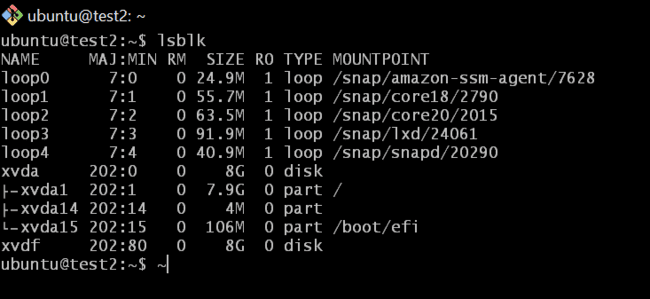 ubuntu@test2: ~
ubuntu@test2:~$ lsblk
NAME     MAJ:MIN RM   SIZE RO TYPE MOUNTPOINT
loop0      7:0    0  24.9M  1 loop /snap/amazon-ssm-agent/7628
loop1      7:1    0  55.7M  1 loop /snap/core18/2790
loop2      7:2    0  63.5M  1 loop /snap/core20/2015
loop3      7:3    0  91.9M  1 loop /snap/lxd/24061
loop4      7:4    0  40.9M  1 loop /snap/snapd/20290
xvda     202:0    0     8G  0 disk
├─xvda1  202:1    0   7.9G  0 part /
├─xvda14 202:14   0     4M  0 part
└─xvda15 202:15   0   106M  0 part /boot/efi
xvdf     202:80   0     8G  0 disk
ubuntu@test2:~$ ~